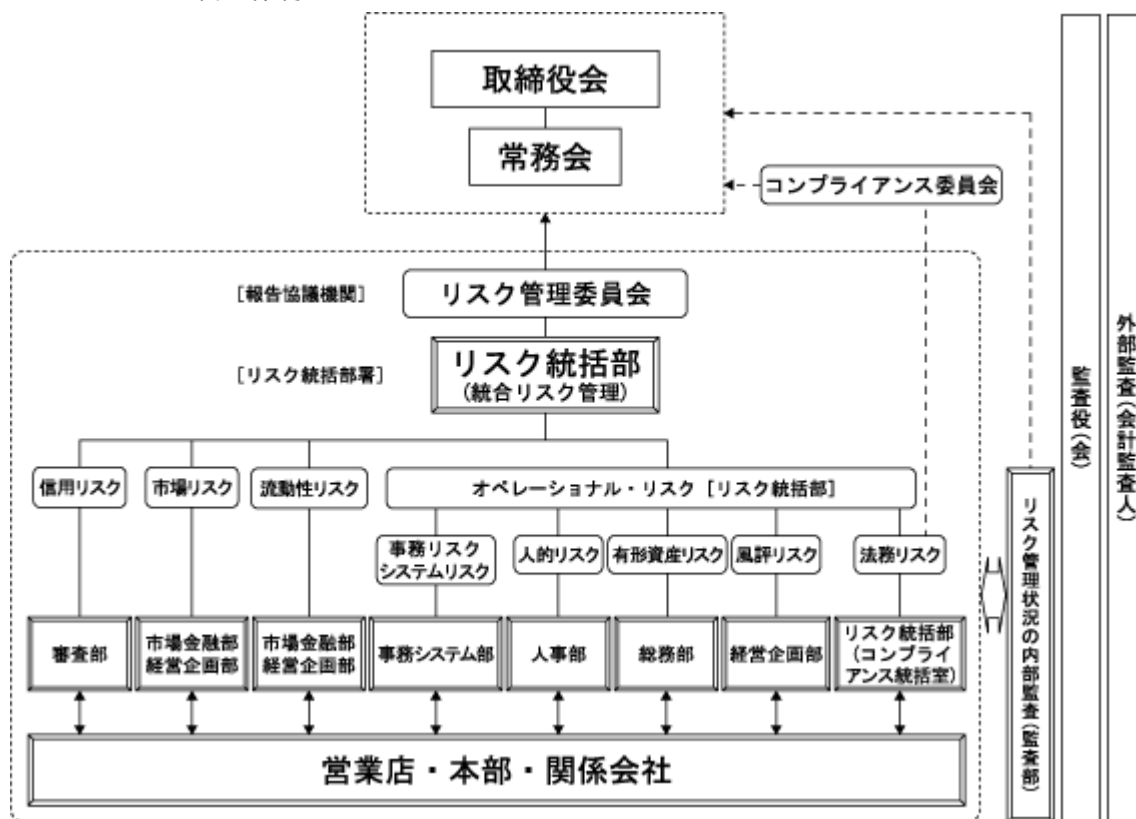 取締役会
常務会
コンプライアンス委員会
[報告協議機関]
リスク管理委員会
[リスク統括部署]
リスク統括部
(統合リスク管理)
信用リスク
市場リスク
流動性リスク
オペレーショナル・リスク [リスク統括部]
事務リスク
システムリスク
人的リスク
有形資産リスク
風評リスク
法務リスク
審査部
市場金融部
経営企画部
市場金融部
経営企画部
事務システム部
人事部
総務部
経営企画部
リスク統括部
(コンプライ
アンス統括室)
営業店・本部・関係会社
リスク管理状況の内部監査(監査部)
監査役(会)
外部監査(会計監査人)